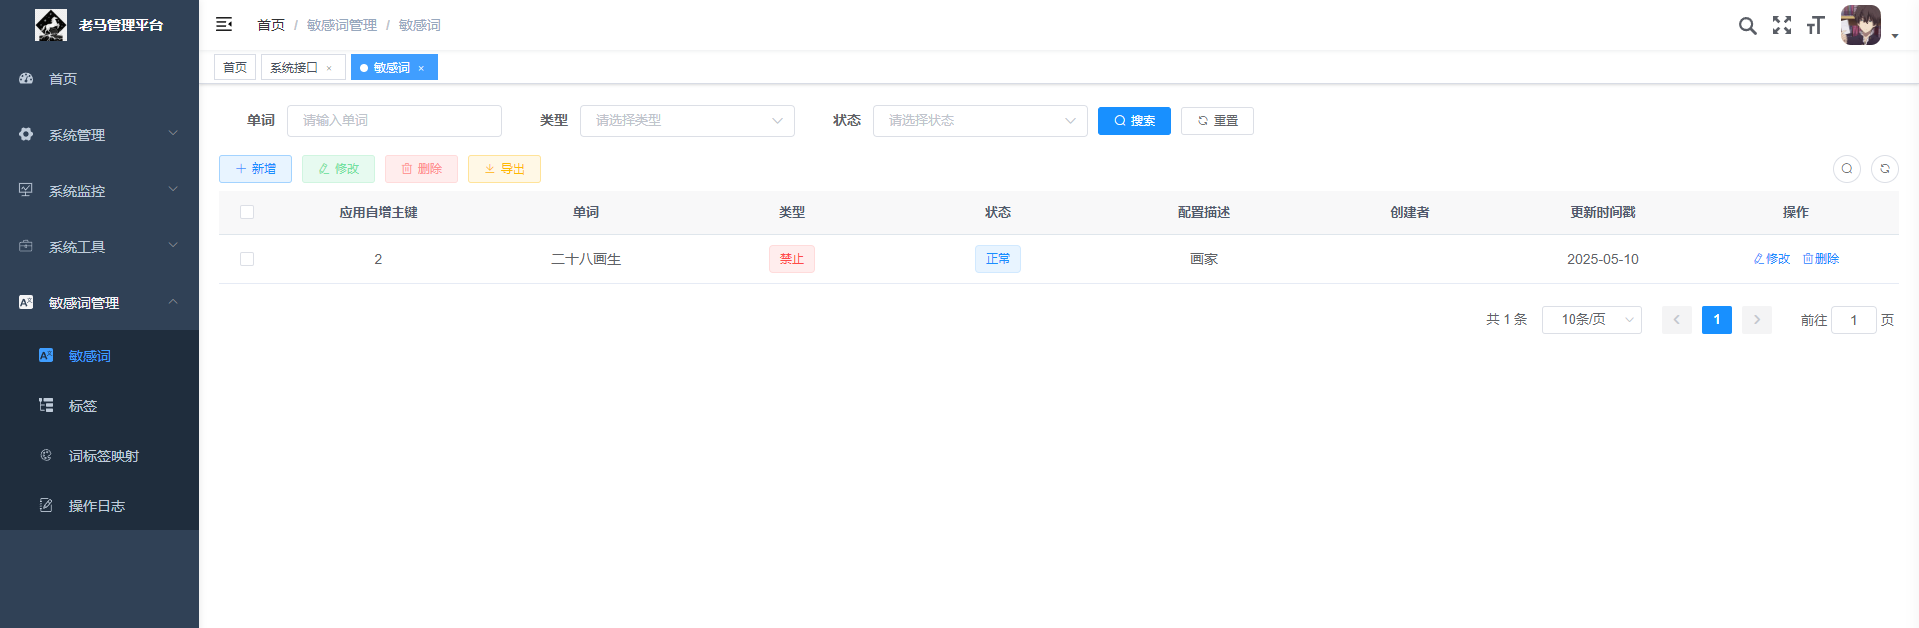 老马管理平台
首页
系统管理
系统监控
系统工具
敏感词管理
敏感词
标签
词标签映射
操作日志
首页 / 敏感词管理 / 敏感词
首页 系统接口 × 敏感词 ×
单词 请输入单词 类型 请选择类型 状态 请选择状态 搜索 重置
新增 修改 删除 导出
应用自增主键 单词 类型 状态 配置描述 创建者 更新时间戳 操作
2 二十八画生 禁止 正常 画家 2025-05-10 修改 删除
共 1 条 10条/页 1 前往 1 页